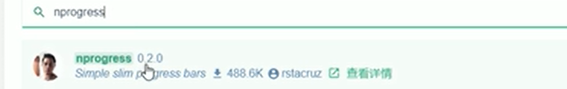 nprogress
nprogress 0.2.0
Simple slim progress bars 488.6K rstacruz 查看详情